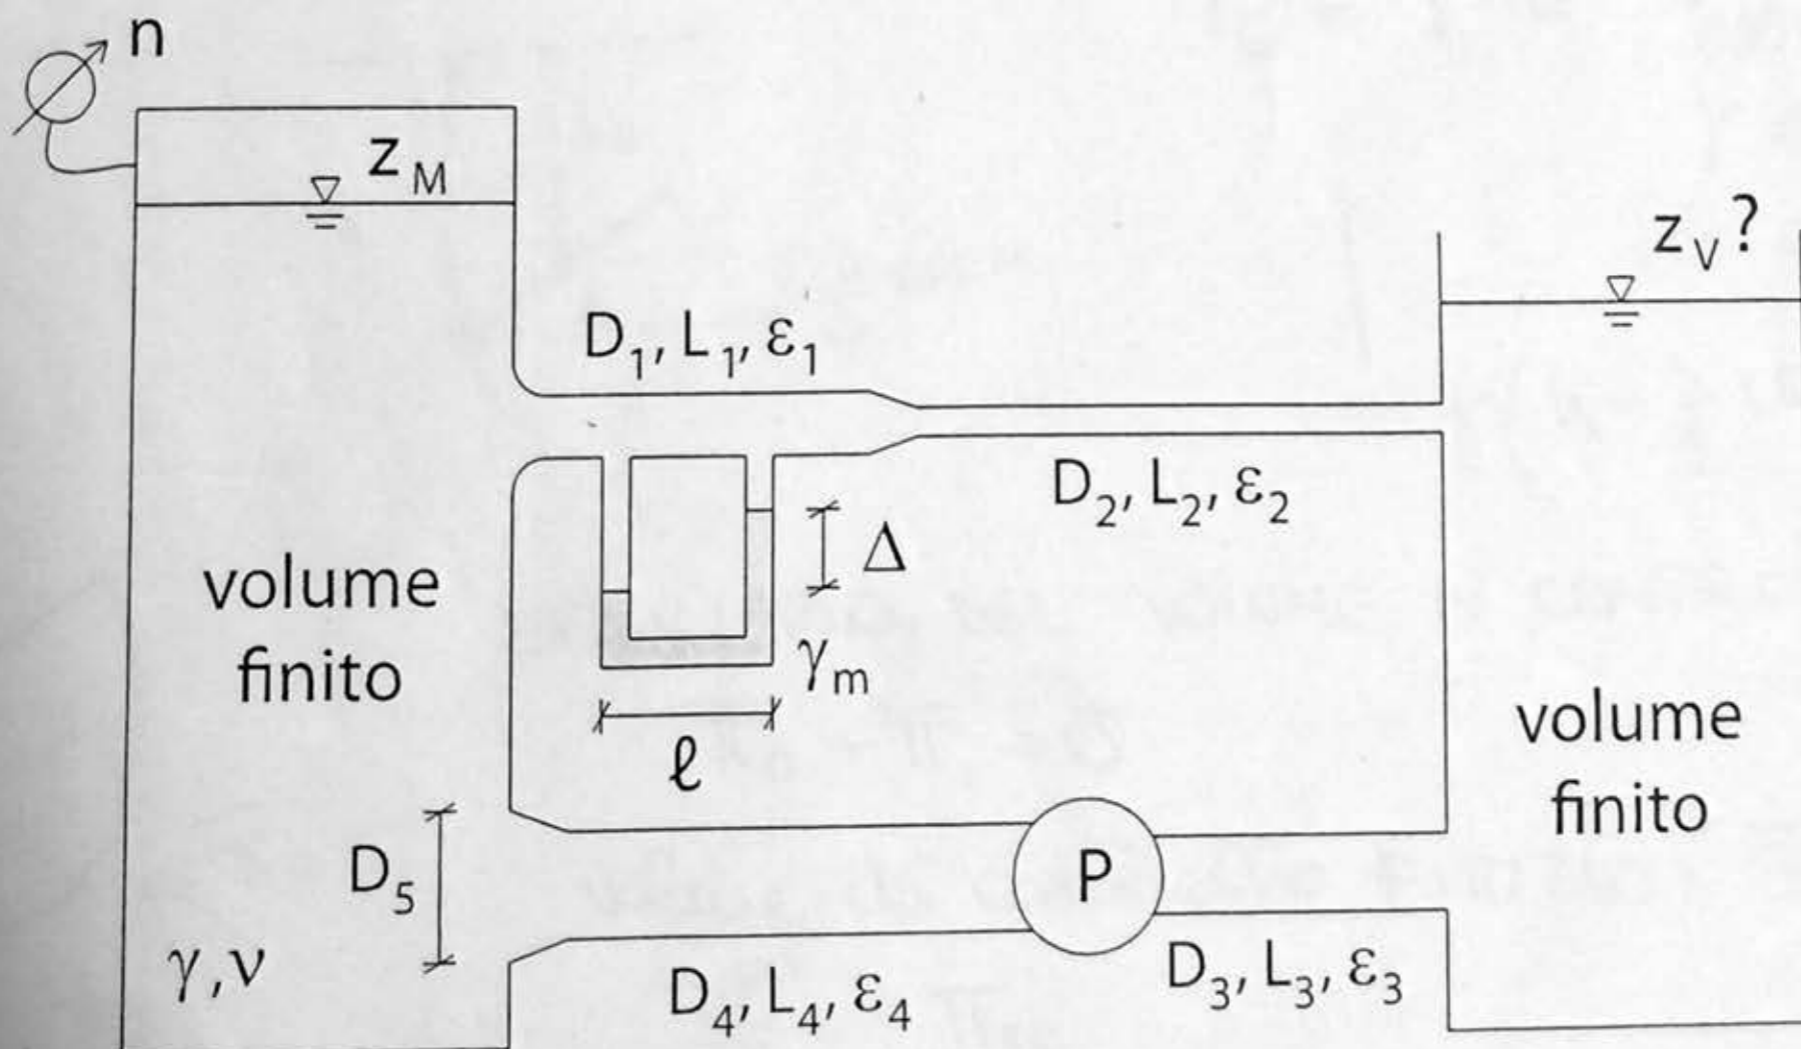 n
z_M
z_V?
D_1, L_1, ε_1
D_2, L_2, ε_2
Δ
volume
finito
γ_m
ℓ
volume
finito
D_5
P
γ,ν
D_3, L_3, ε_3
D_4, L_4, ε_4